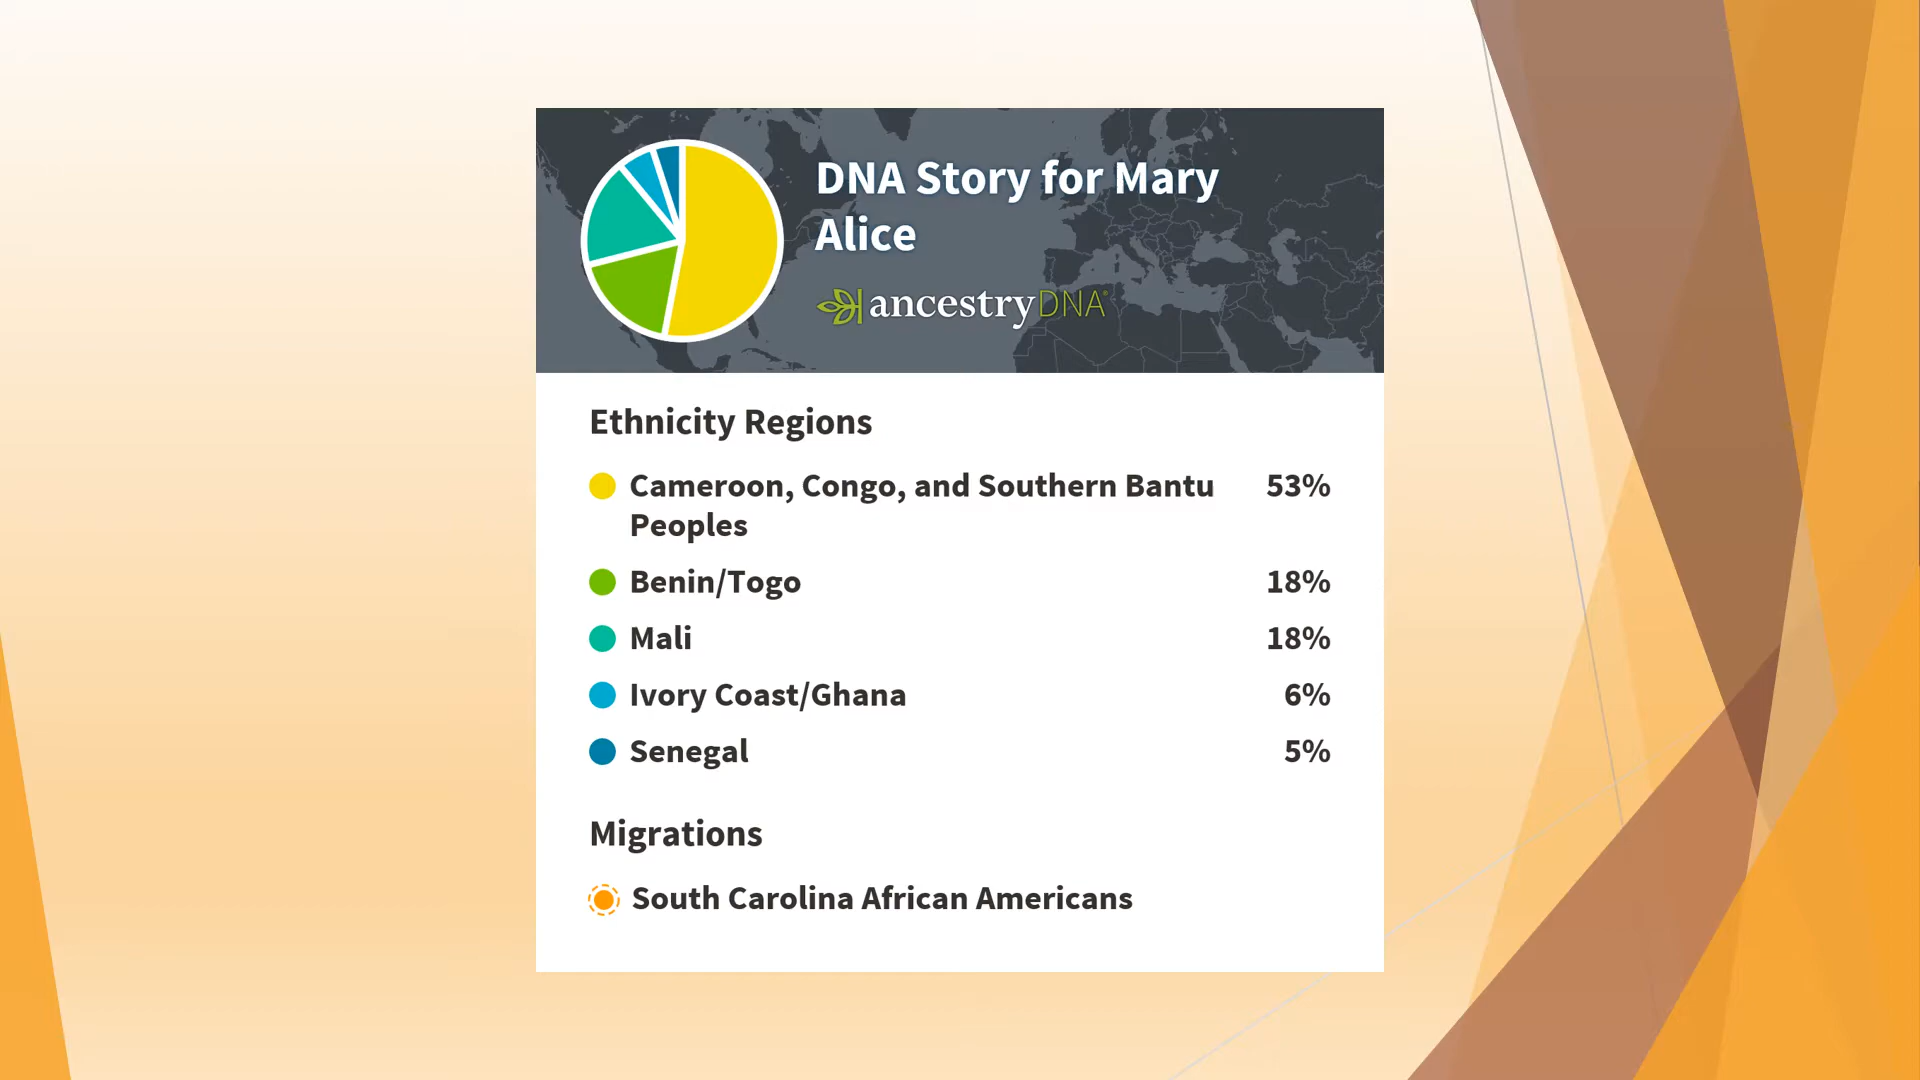 DNA Story for Mary
Alice
ancestryDNA®
Ethnicity Regions
Cameroon, Congo, and Southern Bantu 53%
Peoples
Benin/Togo 18%
Mali 18%
Ivory Coast/Ghana 6%
Senegal 5%
Migrations
South Carolina African Americans